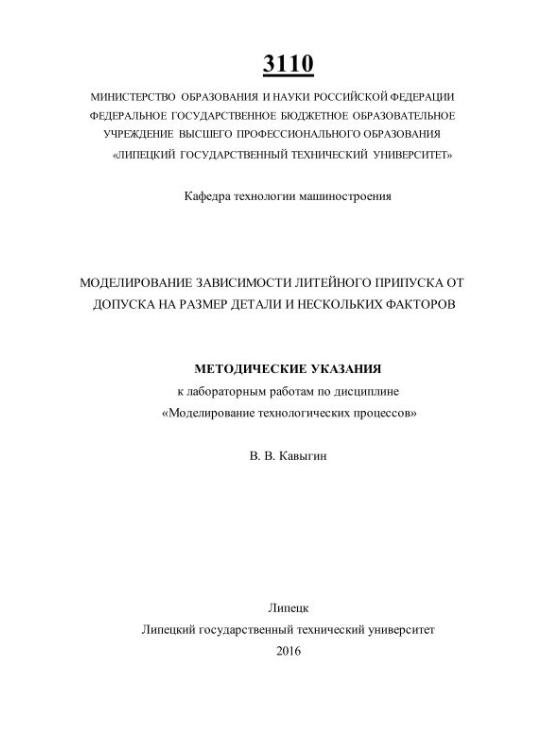 3110
МИНИСТЕРСТВО ОБРАЗОВАНИЯ И НАУКИ РОССИЙСКОЙ ФЕДЕРАЦИИ
ФЕДЕРАЛЬНОЕ ГОСУДАРСТВЕННОЕ БЮДЖЕТНОЕ ОБРАЗОВАТЕЛЬНОЕ
УЧРЕЖДЕНИЕ ВЫСШЕГО ПРОФЕССИОНАЛЬНОГО ОБРАЗОВАНИЯ
«ЛИПЕЦКИЙ ГОСУДАРСТВЕННЫЙ ТЕХНИЧЕСКИЙ УНИВЕРСИТЕТ»
Кафедра технологии машиностроения
МОДЕЛИРОВАНИЕ ЗАВИСИМОСТИ ЛИТЕЙНОГО ПРИПУСКА ОТ
ДОПУСКА НА РАЗМЕР ДЕТАЛИ И НЕСКОЛЬКИХ ФАКТОРОВ
МЕТОДИЧЕСКИЕ УКАЗАНИЯ
к лабораторным работам по дисциплине
«Моделирование технологических процессов»
В. В. Кавыгин
Липецк
Липецкий государственный технический университет
2016